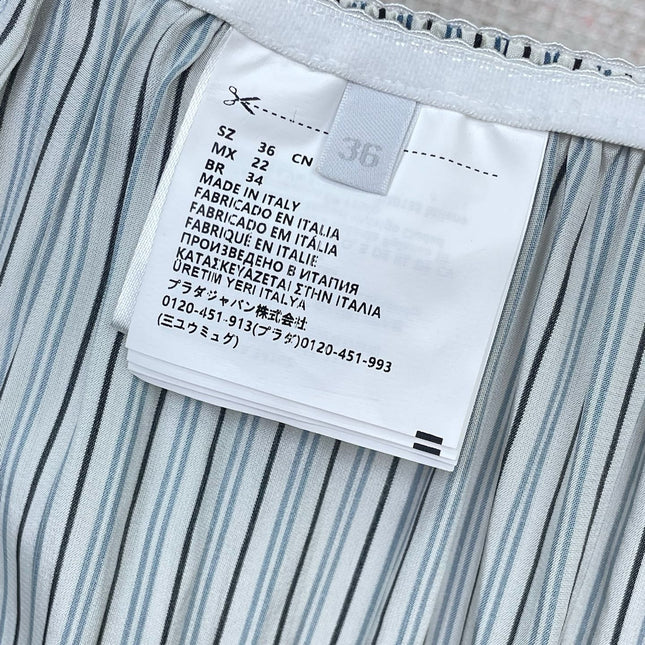 36
SZ 36 CN
MX 22
BR 34
MADE IN ITALY
FABRICADO EN ITALIA
FABRICADO EM ITÁLIA
FABRIQUÉ EN ITALIE
ПРОИЗВЕДЕНО В ИТАЛИЯ
ΚΑΤΑΣΚΕΥΑΖΕΤΑΙ ΣΤΗΝ ΙΤΑΛΙΑ
ÜRETIM YERI ITALYA
プラダジャパン株式会社
0120-451-913(プラダ)0120-451-993
(ミュウミュウ)